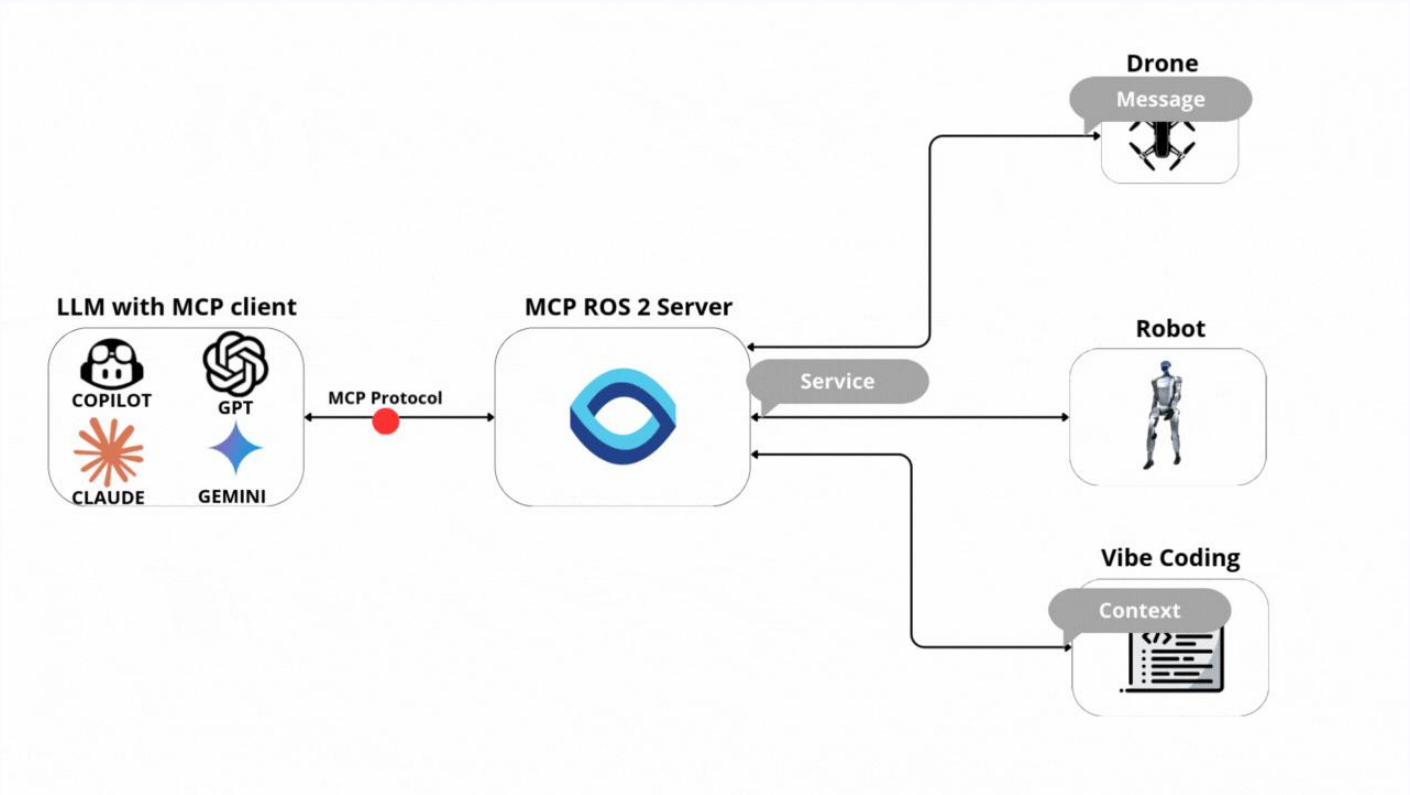 Drone
Message
LLM with MCP client
MCP ROS 2 Server
Robot
COPILOT
GPT
MCP Protocol
Service
CLAUDE
GEMINI
Vibe Coding
Context
</>